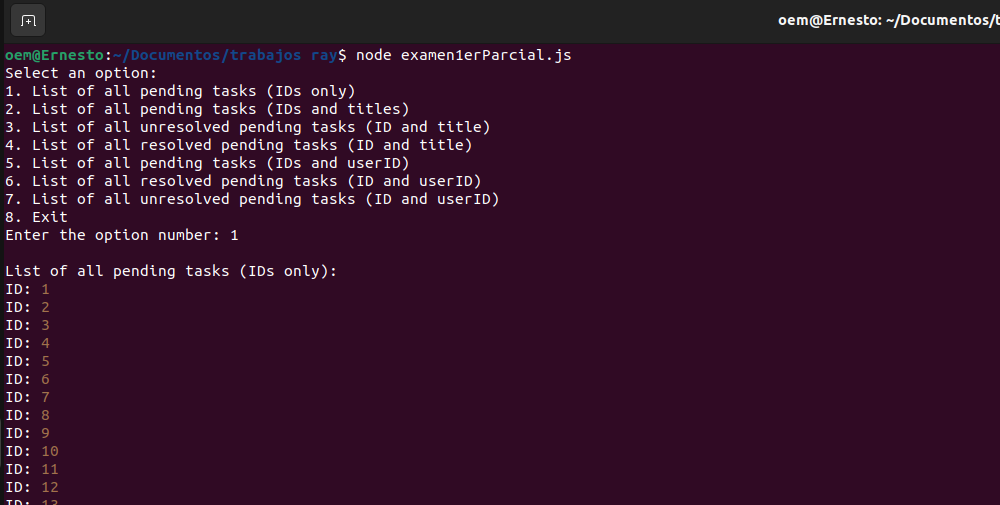 oem@Ernesto: ~/Documentos/t
oem@Ernesto:~/Documentos/trabajos ray$ node examen1erParcial.js
Select an option:
1. List of all pending tasks (IDs only)
2. List of all pending tasks (IDs and titles)
3. List of all unresolved pending tasks (ID and title)
4. List of all resolved pending tasks (ID and title)
5. List of all pending tasks (IDs and userID)
6. List of all resolved pending tasks (ID and userID)
7. List of all unresolved pending tasks (ID and userID)
8. Exit
Enter the option number: 1
List of all pending tasks (IDs only):
ID: 1
ID: 2
ID: 3
ID: 4
ID: 5
ID: 6
ID: 7
ID: 8
ID: 9
ID: 10
ID: 11
ID: 12
ID: 13